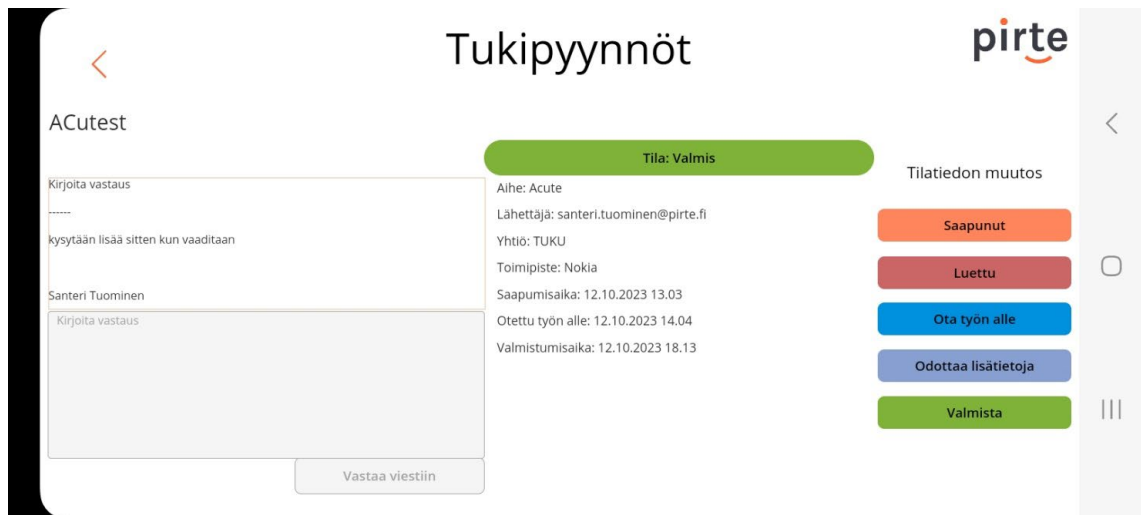 Tukipyynnöt
pirte
ACutest
Kirjoita vastaus
------
kysytään lisää sitten kun vaaditaan
Santeri Tuominen
Kirjoita vastaus
Vastaa viestiin
Tila: Valmis
Aihe: Acute
Lähettäjä: santeri.tuominen@pirte.fi
Yhtiö: TUKU
Toimipiste: Nokia
Saapumisaika: 12.10.2023 13.03
Otettu työn alle: 12.10.2023 14.04
Valmistumisaika: 12.10.2023 18.13
Tilatiedon muutos
Saapunut
Luettu
Ota työn alle
Odottaa lisätietoja
Valmista